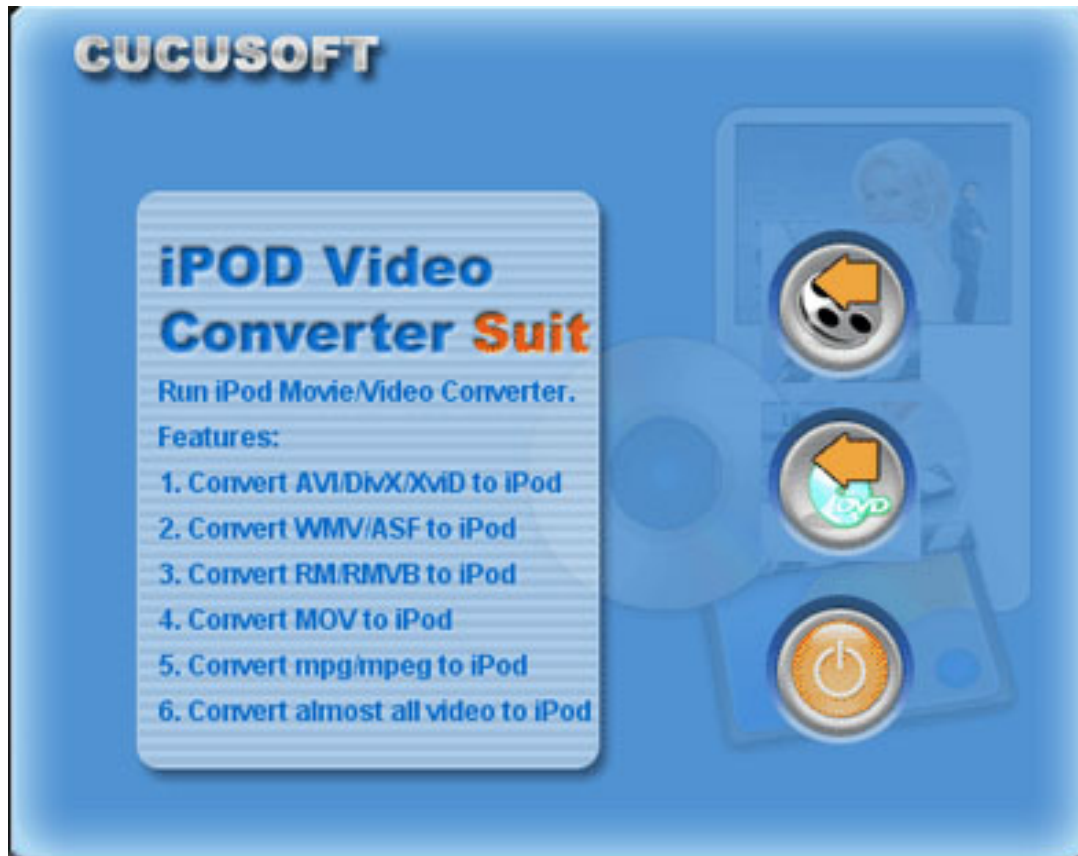 CUCUSOFT
iPOD Video
Converter Suit
Run iPod Movie/Video Converter.
Features:
1. Convert AVI/DivX/XviD to iPod
2. Convert WMV/ASF to iPod
3. Convert RM/RMVB to iPod
4. Convert MOV to iPod
5. Convert mpg/mpeg to iPod
6. Convert almost all video to iPod
DVD